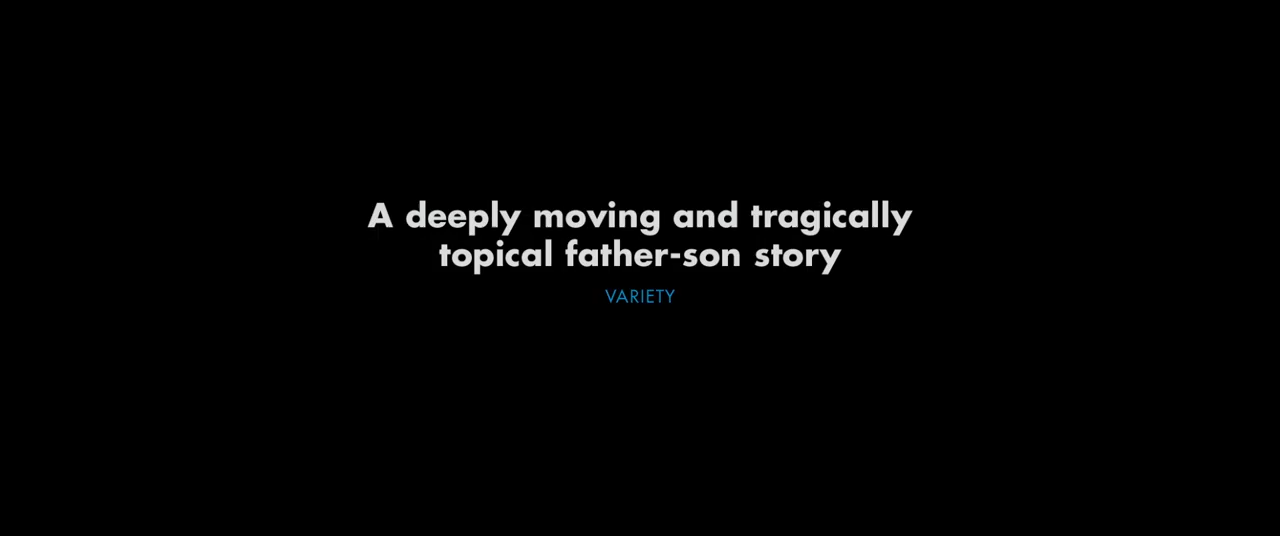 A deeply moving and tragically
topical father-son story
VARIETY